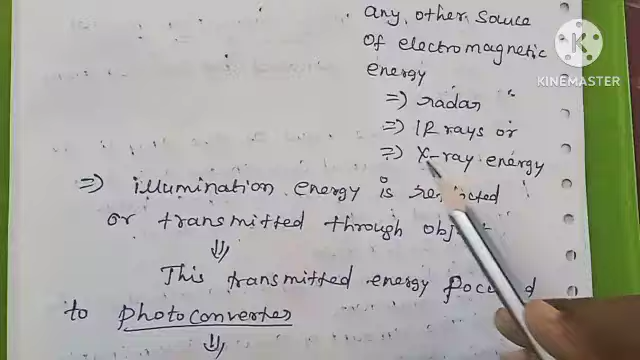 any other source
of electromagnetic
energy
K
KINEMASTER
=) radar
=) IR rays or
=) X-ray energy
=) illumination energy is
or transmitted through
⇓
This transmitted energy
to photoconverter
⇓